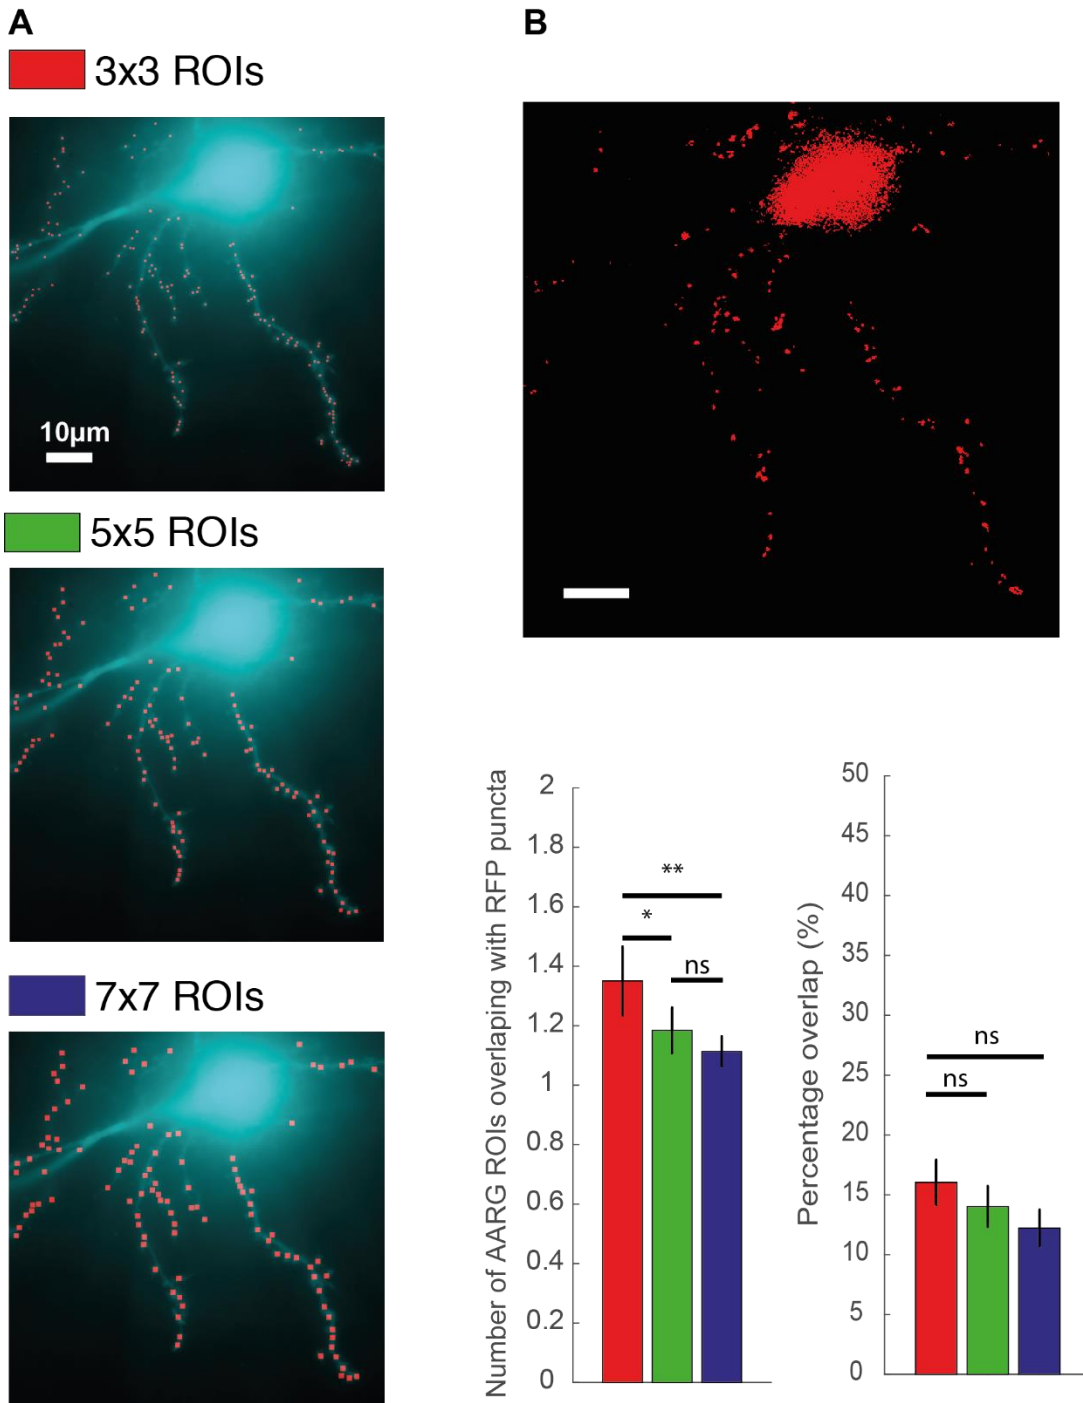 A
B
3x3 ROIs
10µm
5x5 ROIs
7x7 ROIs
Number of AARG ROIs overlaping with RFP puncta
2
1.8
1.6
1.4
1.2
1
0.8
0.6
0.4
0.2
0
**
*
ns
Percentage overlap (%)
50
45
40
35
30
25
20
15
10
5
0
ns
ns